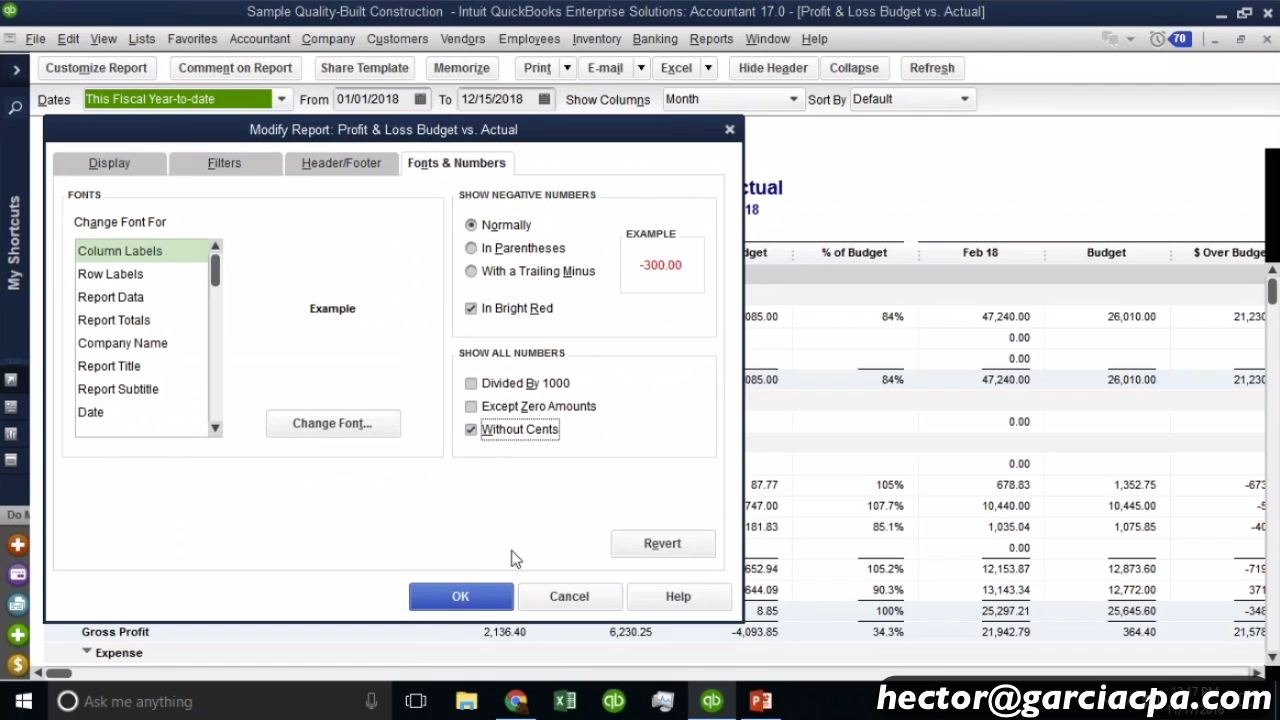 Sample Quality-Built Construction - Intuit QuickBooks Enterprise Solutions: Accountant 17.0 - [Profit & Loss Budget vs. Actual]
File Edit View Lists Favorites Accountant Company Customers Vendors Employees Inventory Banking Reports Window Help 70
Customize Report Comment on Report Share Template Memorize Print E-mail Excel Hide Header Collapse Refresh
Dates This Fiscal Year-to-date From 01/01/2018 To 12/15/2018 Show Columns Month Sort By Default
Modify Report: Profit & Loss Budget vs. Actual
Display Filters Header/Footer Fonts & Numbers
FONTS
Change Font For
Column Labels
Row Labels
Report Data
Report Totals
Company Name
Report Title
Report Subtitle
Date
Example
Change Font...
SHOW NEGATIVE NUMBERS
Normally
In Parentheses
With a Trailing Minus
In Bright Red
EXAMPLE
-300.00
SHOW ALL NUMBERS
Divided By 1000
Except Zero Amounts
Without Cents
Revert
OK Cancel Help
My Shortcuts
Do M
ctual
18
dget % of Budget Feb 18 Budget $ Over Budge
085.00 84% 47,240.00 26,010.00 21,230
0.00
0.00
085.00 84% 47,240.00 26,010.00 21,230
0.00
0.00
87.77 105% 678.83 1,352.75 -673
747.00 107.7% 10,440.00 10,445.00 -5
181.83 85.1% 1,035.04 1,075.85 -40
0.00
652.94 105.2% 12,153.87 12,873.60 -719
644.09 90.3% 13,143.34 12,772.00 371
8.85 100% 25,297.21 25,645.60 -348
Gross Profit 2,136.40 6,230.25 -4,093.85 34.3% 21,942.79 364.40 21,578
Expense
Ask me anything
hector@garciacpa.com